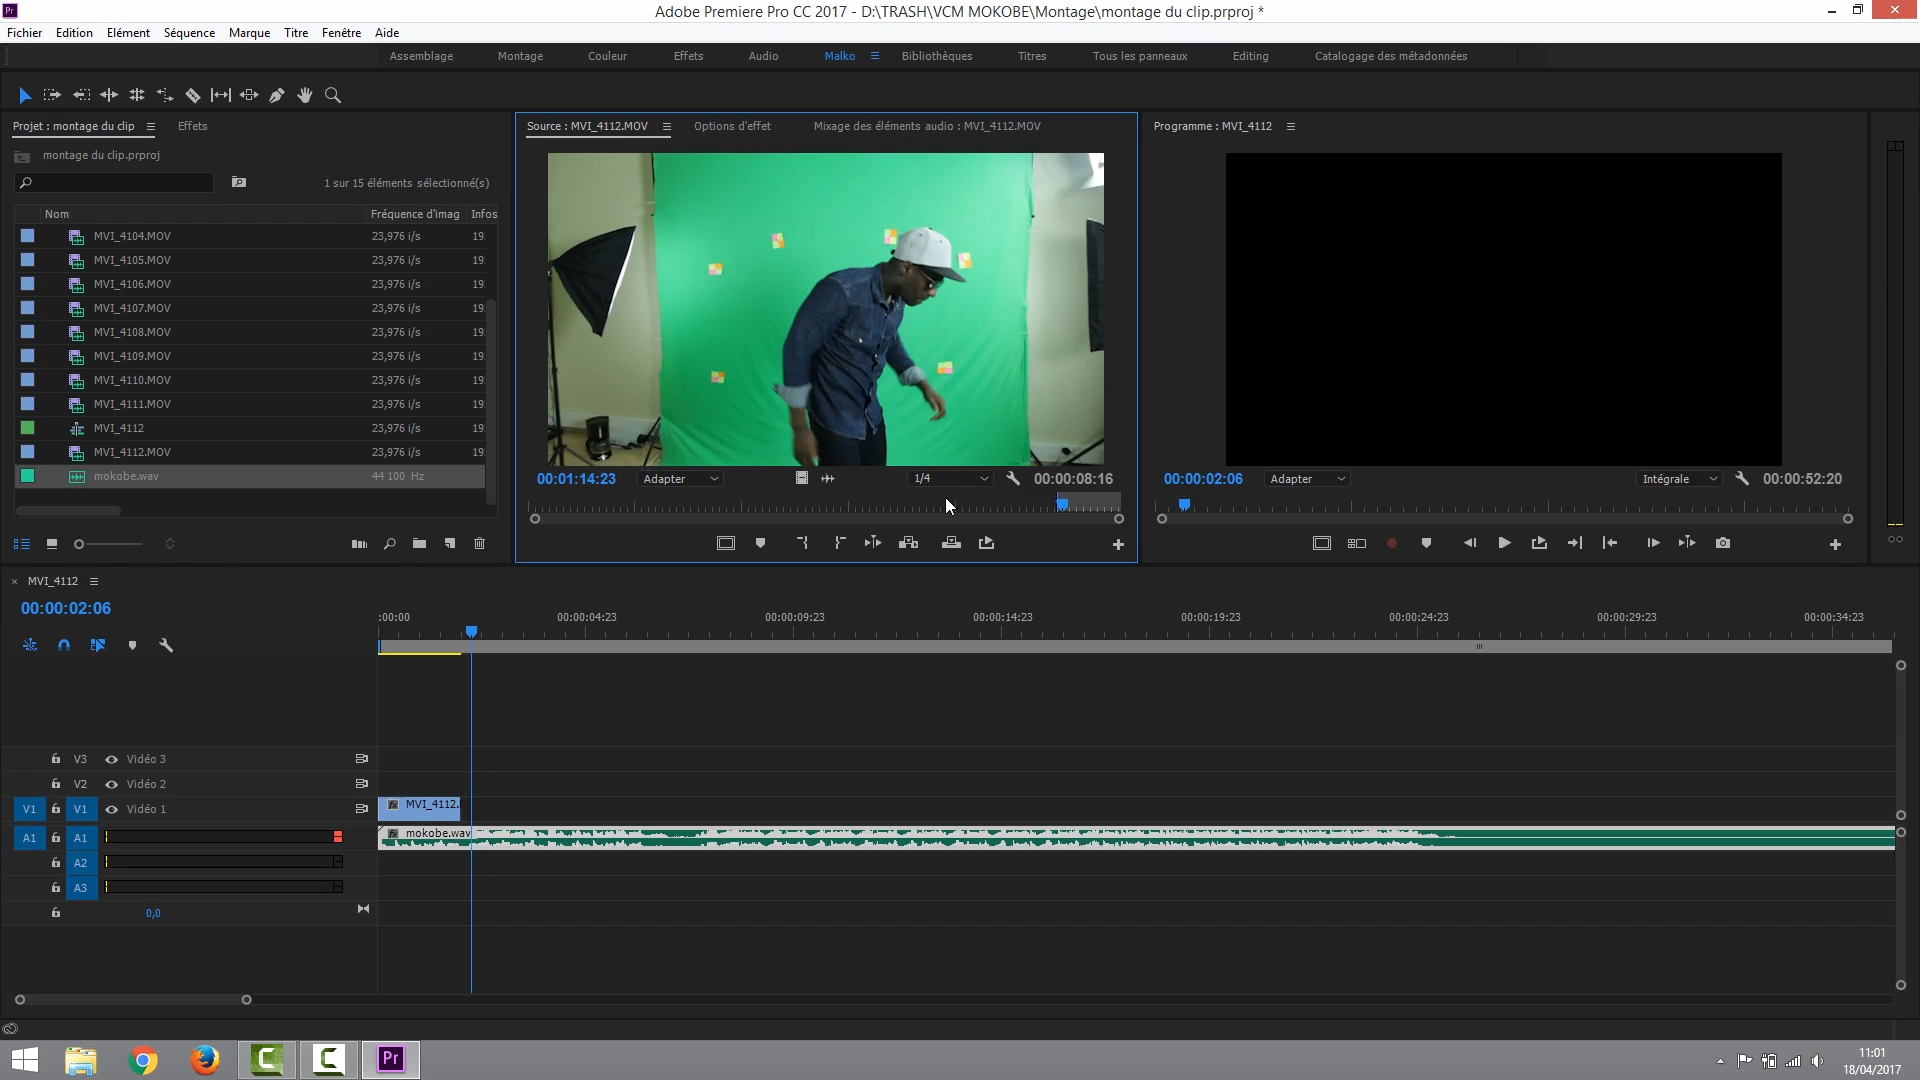 Pr Adobe Premiere Pro CC 2017 - D:\TRASH\VCM MOKOBE\Montage\montage du clip.prproj *
Fichier Edition Elément Séquence Marque Titre Fenêtre Aide
Assemblage Montage Couleur Effets Audio Malko Bibliothèques Titres Tous les panneaux Editing Catalogage des métadonnées
Projet : montage du clip Effets
montage du clip.prproj
1 sur 15 éléments sélectionné(s)
Nom Fréquence d'imag Infos
MVI_4104.MOV 23,976 i/s 19
MVI_4105.MOV 23,976 i/s 19
MVI_4106.MOV 23,976 i/s 19
MVI_4107.MOV 23,976 i/s 19
MVI_4108.MOV 23,976 i/s 19
MVI_4109.MOV 23,976 i/s 19
MVI_4110.MOV 23,976 i/s 19
MVI_4111.MOV 23,976 i/s 19
MVI_4112 23,976 i/s 19
MVI_4112.MOV 23,976 i/s 19
mokobe.wav 44 100 Hz
Source : MVI_4112.MOV Options d'effet Mixage des éléments audio : MVI_4112.MOV
00:01:14:23 Adapter 1/4 00:00:08:16
Programme : MVI_4112
00:00:02:06 Adapter Intégrale 00:00:52:20
× MVI_4112
00:00:02:06
:00:00 00:00:04:23 00:00:09:23 00:00:14:23 00:00:19:23 00:00:24:23 00:00:29:23 00:00:34:23
V3 Vidéo 3
V2 Vidéo 2
V1 V1 Vidéo 1 fx MVI_4112.
A1 A1 fx mokobe.wav
A2
A3
0,0
Pr
11:01
18/04/2017